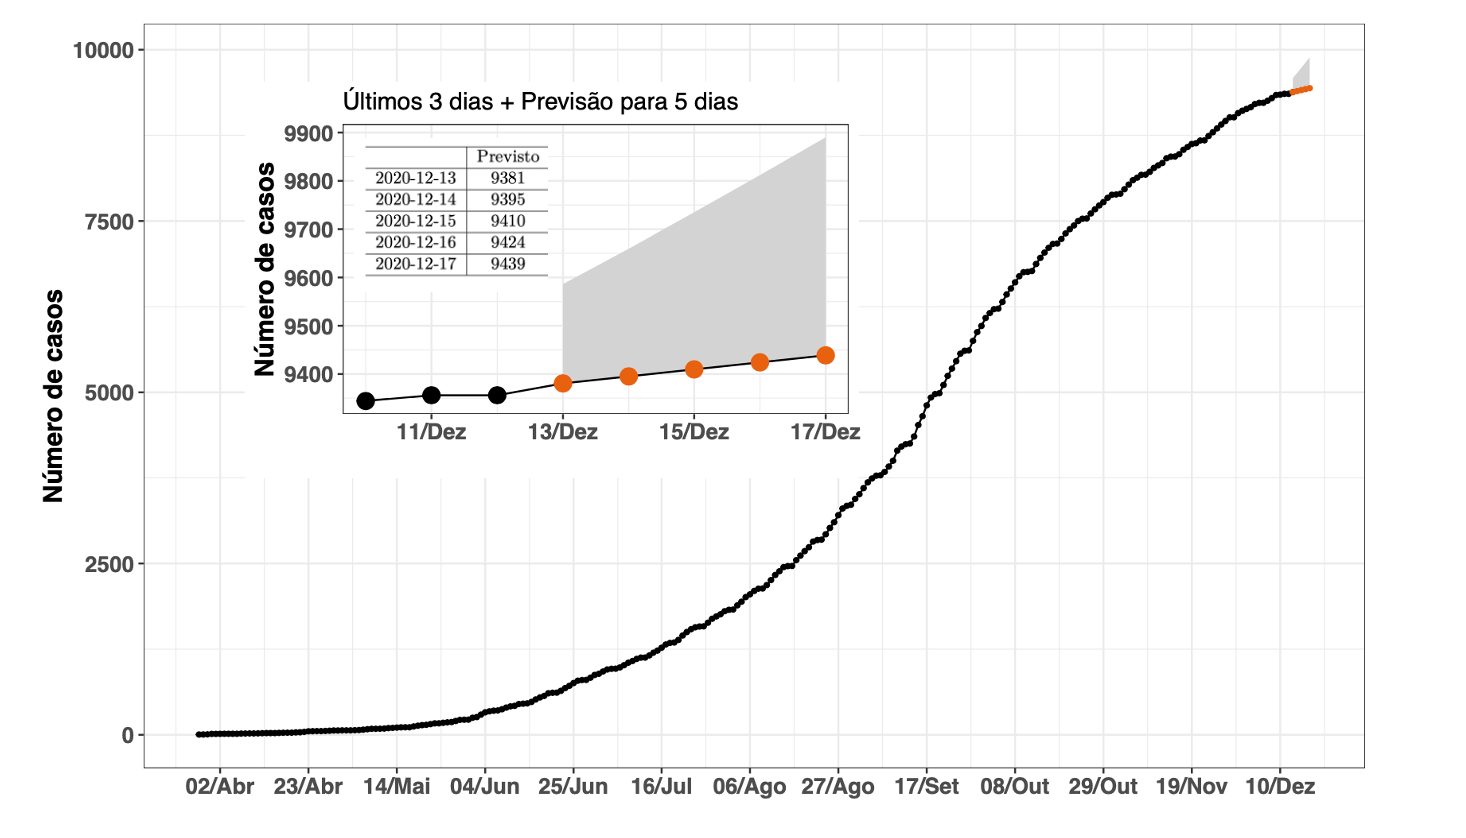 Número de casos
10000
7500
5000
2500
0
02/Abr 23/Abr 14/Mai 04/Jun 25/Jun 16/Jul 06/Ago 27/Ago 17/Set 08/Out 29/Out 19/Nov 10/Dez
Últimos 3 dias + Previsão para 5 dias
Número de casos
9900
9800
9700
9600
9500
9400
11/Dez 13/Dez 15/Dez 17/Dez
Previsto
2020-12-13 9381
2020-12-14 9395
2020-12-15 9410
2020-12-16 9424
2020-12-17 9439